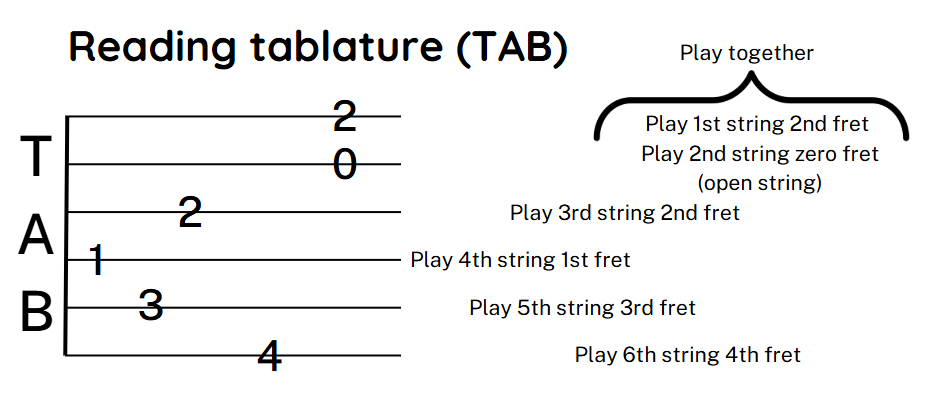 Reading tablature (TAB)
Play together
2
Play 1st string 2nd fret
T
0
Play 2nd string zero fret
(open string)
2
Play 3rd string 2nd fret
A
1
Play 4th string 1st fret
B
3
Play 5th string 3rd fret
4
Play 6th string 4th fret